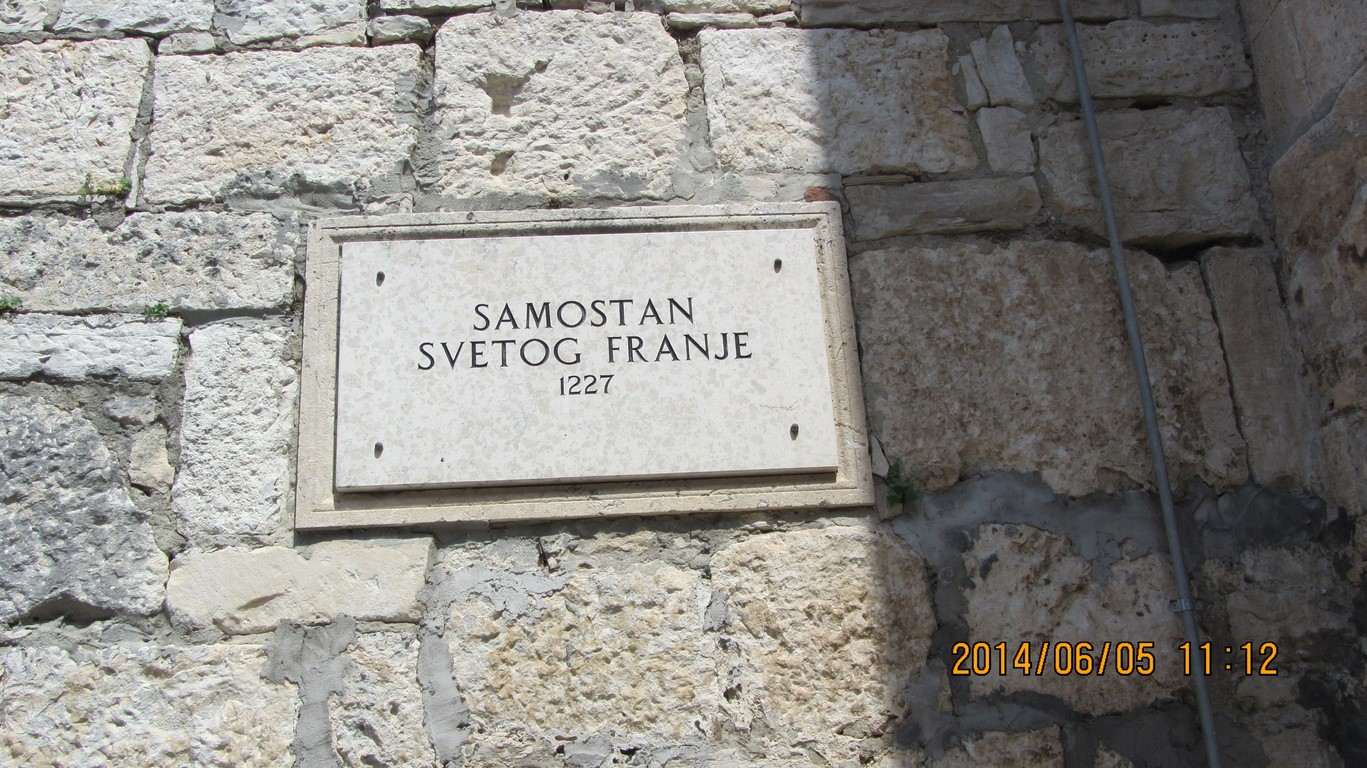 SAMOSTAN
SVETOG FRANJE
1227
2014/06/05 11:12